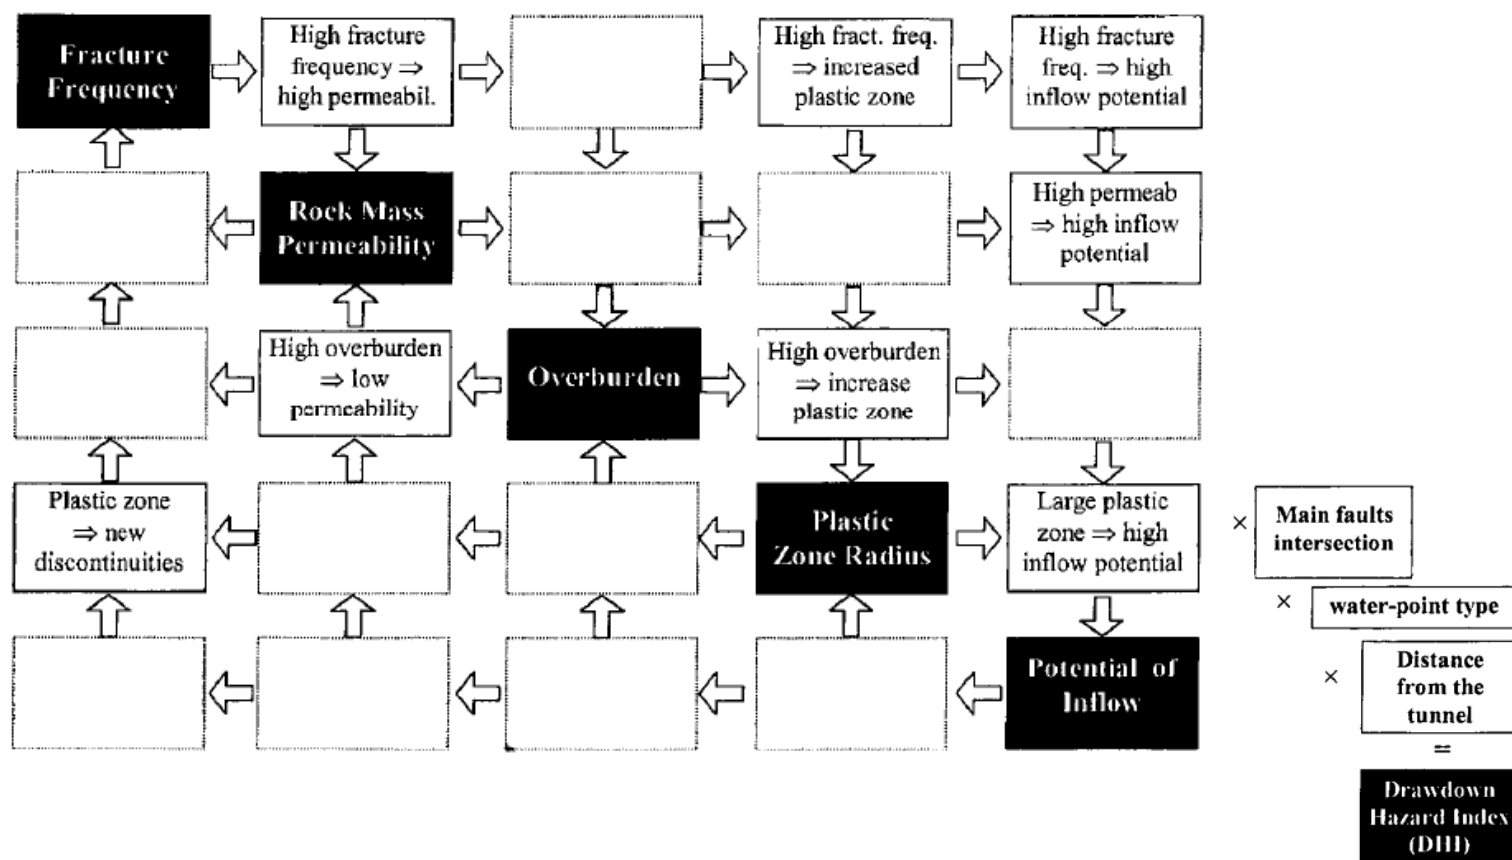 Fracture
Frequency
High fracture
frequency ⇒
high permeabil.
High fract. freq.
⇒ increased
plastic zone
High fracture
freq. ⇒ high
inflow potential
Rock Mass
Permeability
High permeab
⇒ high inflow
potential
High overburden
⇒ low
permeability
Overburden
High overburden
⇒ increase
plastic zone
Plastic zone
⇒ new
discontinuities
Plastic
Zone Radius
Large plastic
zone ⇒ high
inflow potential
× Main faults
intersection
× water-point type
Potential of
Inflow
× Distance
from the
tunnel
=
Drawdown
Hazard Index
(DHI)